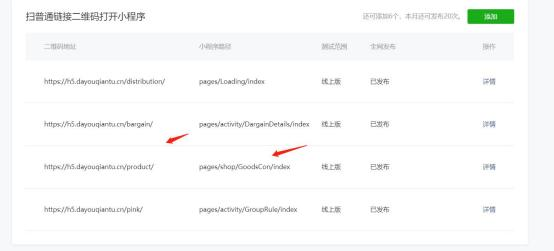 扫普通链接二维码打开小程序 还可添加6个，本月还可发布20次。 添加
二维码地址 小程序路径 测试范围 全网发布 操作
https://h5.dayouqiantu.cn/distribution/ pages/Loading/index 线上版 已发布 详情
https://h5.dayouqiantu.cn/bargain/ pages/activity/DargainDetails/index 线上版 已发布 详情
https://h5.dayouqiantu.cn/product/ pages/shop/GoodsCon/index 线上版 已发布 详情
https://h5.dayouqiantu.cn/pink/ pages/activity/GroupRule/index 线上版 已发布 详情